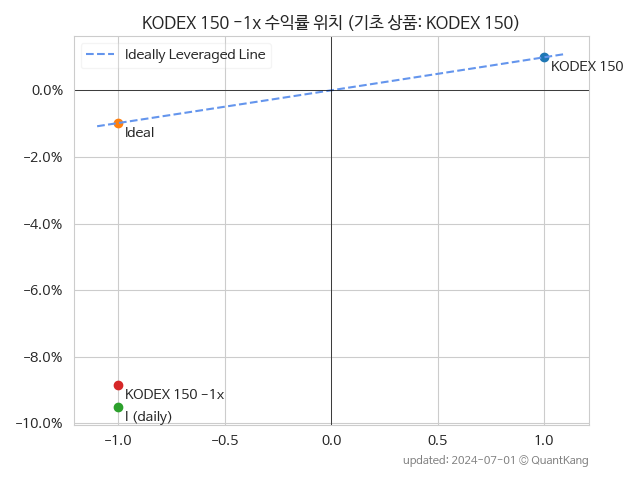 KODEX 150 -1x 수익률 위치 (기초 상품: KODEX 150)
Ideally Leveraged Line
KODEX 150
0.0%
Ideal
-2.0%
-4.0%
-6.0%
-8.0%
KODEX 150 -1x
I (daily)
-10.0%
-1.0 -0.5 0.0 0.5 1.0
updated: 2024-07-01 © QuantKang